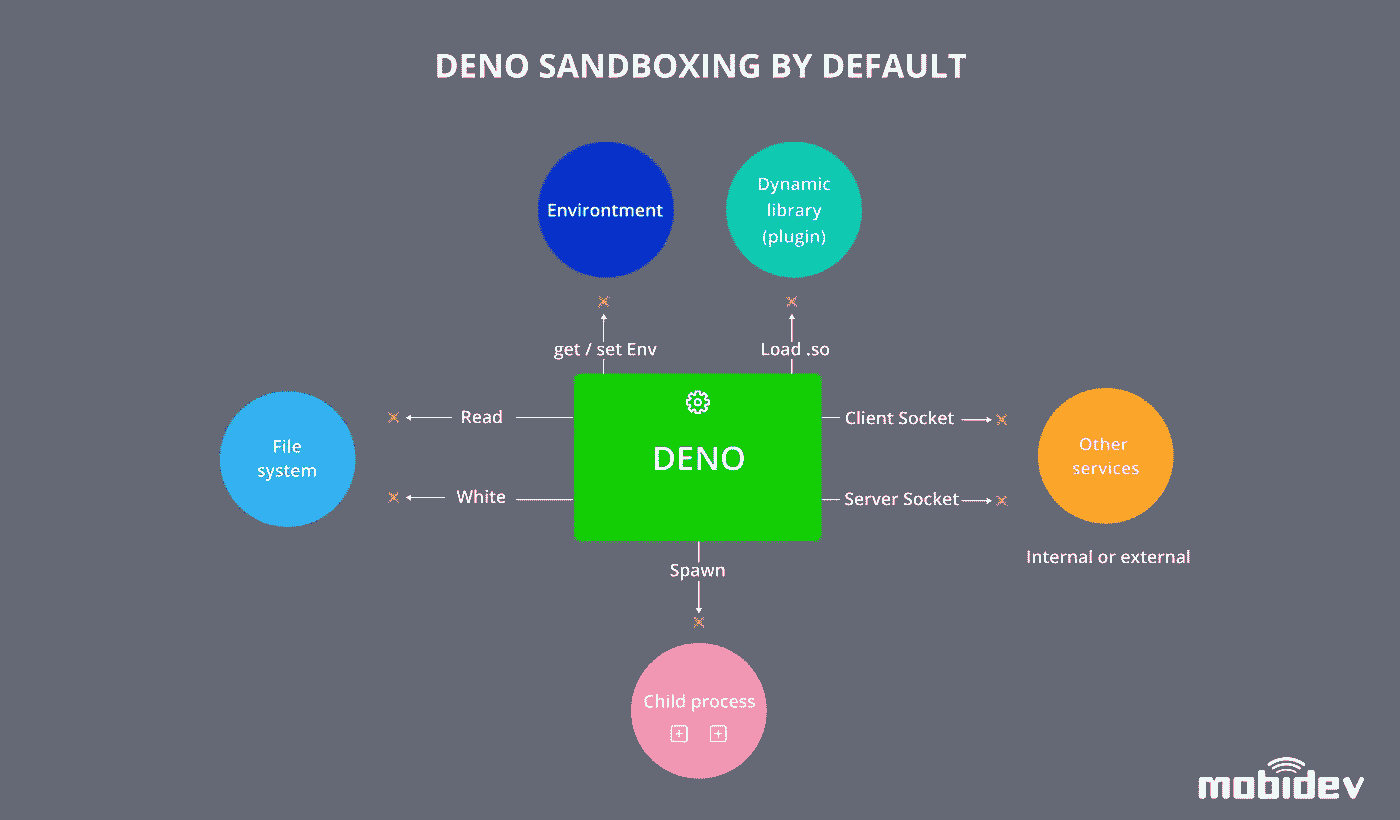 DENO SANDBOXING BY DEFAULT
Environtment
Dynamic
library
(plugin)
get / set Env
Load .so
Read
Client Socket
File
system
DENO
Other
services
White
Server Socket
Internal or external
Spawn
Child process
mobidev